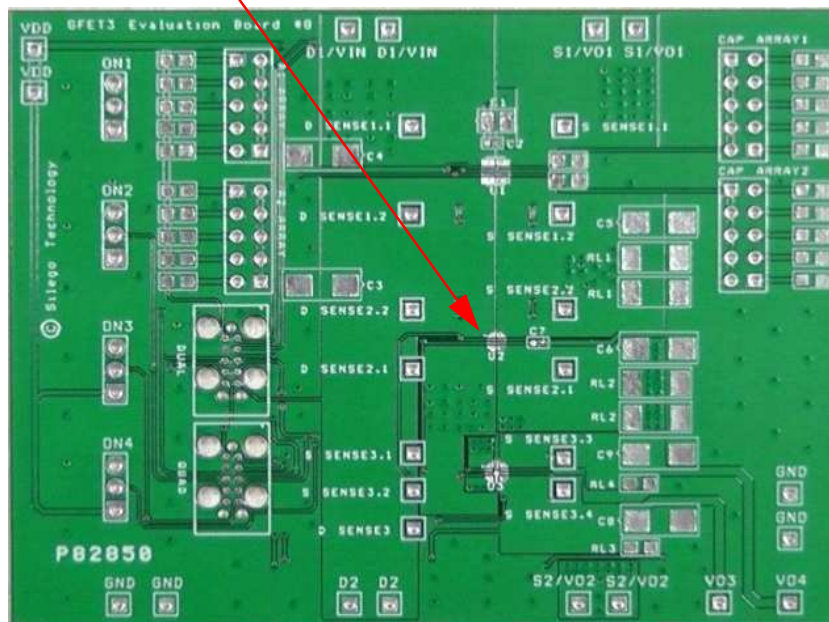 GFET3 Evaluation Board #0
VDD
VDD
ON1
D1/VIN D1/VIN
S1/VO1 S1/VO1
CAP ARRAY1
D SENSE1.1
S SENSE1.1
C2
C4
ON2
CAP ARRAY2
D SENSE1.2
S SENSE1.2
C5
RL1
RL1
C3
S SENSE2.2
D SENSE2.2
© Silego Technology
ON3
DUAL
C7
C6
D SENSE2.1
S SENSE2.1
RL2
RL2
ON4
QUAD
S SENSE3.3
S SENSE3.1
C9
S SENSE3.2
RL4
GND
S SENSE3.4
C8
GND
D SENSE3
RL3
P82850
GND GND
D2 D2
S2/VO2 S2/VO2
VO3
VO4